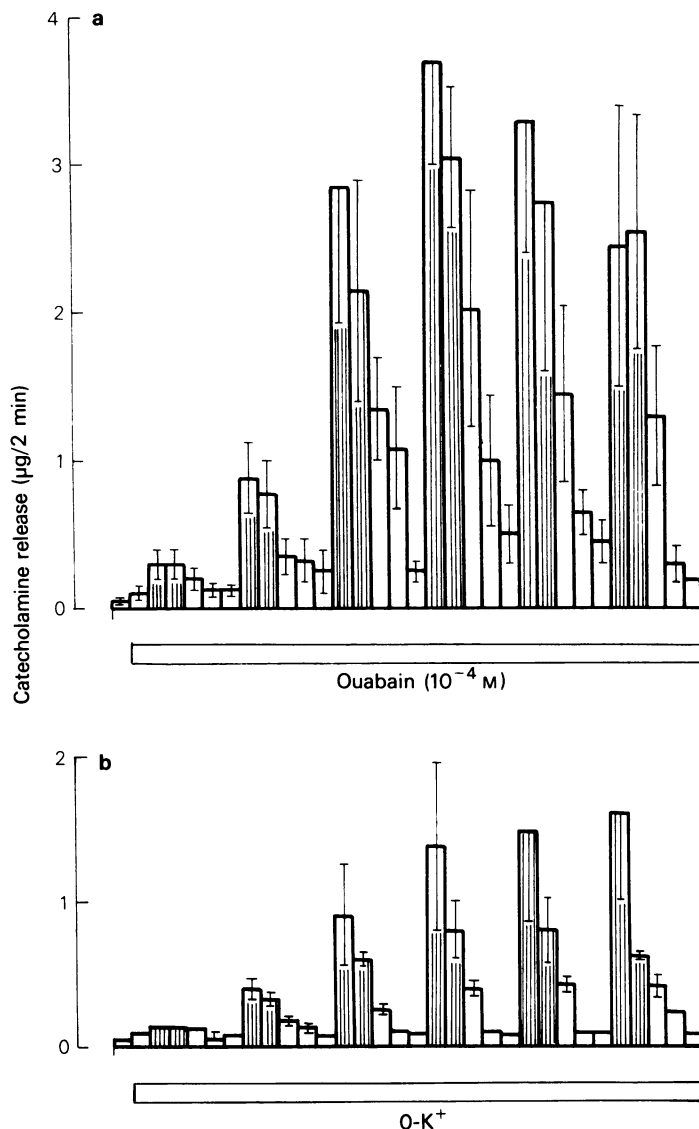 a
4
3
2
1
0
Catecholamine release (µg/2 min)
Ouabain (10⁻⁴ M)
b
2
1
0
0-K⁺